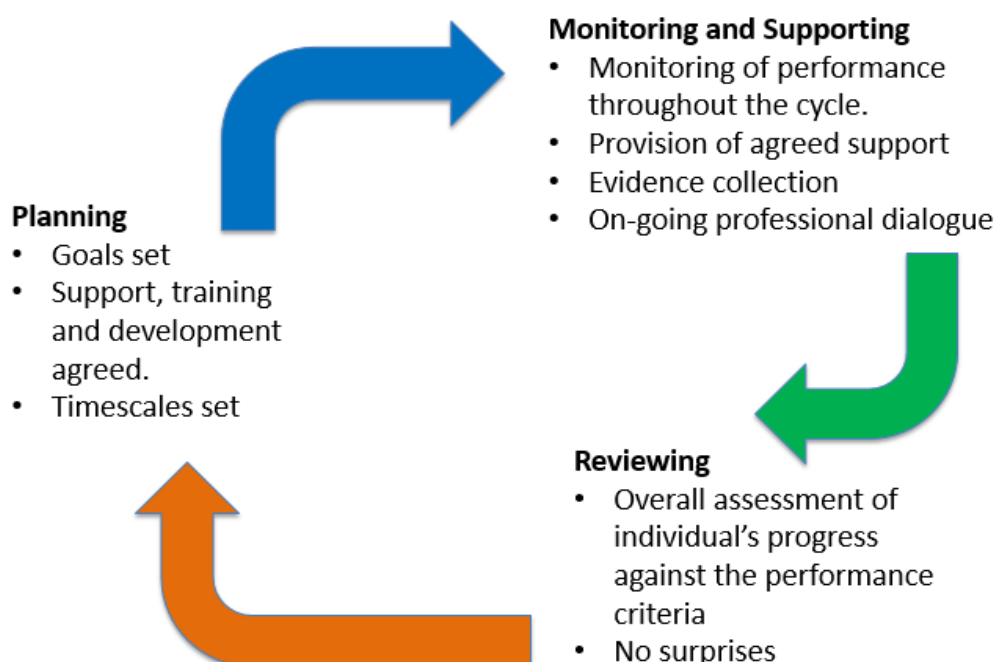 Planning
• Goals set
• Support, training
and development
agreed.
• Timescales set
Monitoring and Supporting
• Monitoring of performance
throughout the cycle.
• Provision of agreed support
• Evidence collection
• On-going professional dialogue
Reviewing
• Overall assessment of
individual’s progress
against the performance
criteria
• No surprises